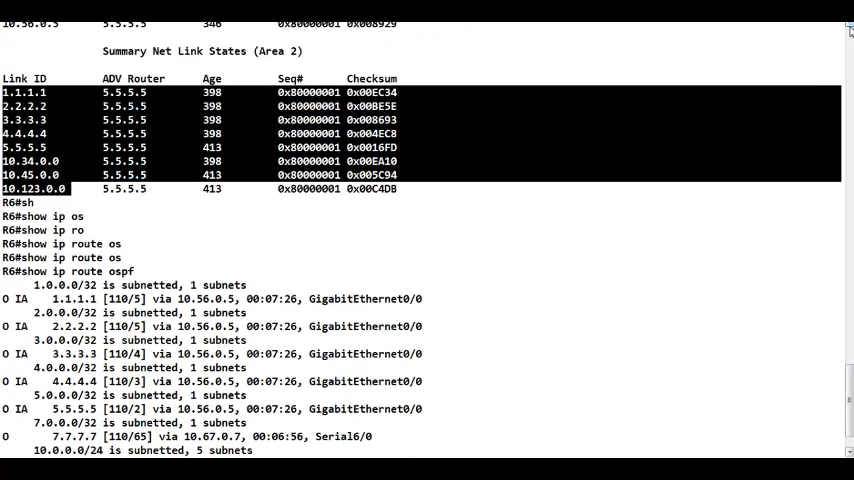 10.56.0.5 5.5.5.5 346 0x80000001 0x008929
Summary Net Link States (Area 2)
Link ID ADV Router Age Seq# Checksum
1.1.1.1 5.5.5.5 398 0x80000001 0x00EC34
2.2.2.2 5.5.5.5 398 0x80000001 0x00BE5E
3.3.3.3 5.5.5.5 398 0x80000001 0x008693
4.4.4.4 5.5.5.5 398 0x80000001 0x004EC8
5.5.5.5 5.5.5.5 413 0x80000001 0x0016FD
10.34.0.0 5.5.5.5 398 0x80000001 0x00EA10
10.45.0.0 5.5.5.5 413 0x80000001 0x005C94
10.123.0.0 5.5.5.5 413 0x80000001 0x00C4DB
R6#sh
R6#show ip os
R6#show ip ro
R6#show ip route os
R6#show ip route os
R6#show ip route ospf
1.0.0.0/32 is subnetted, 1 subnets
O IA 1.1.1.1 [110/5] via 10.56.0.5, 00:07:26, GigabitEthernet0/0
2.0.0.0/32 is subnetted, 1 subnets
O IA 2.2.2.2 [110/5] via 10.56.0.5, 00:07:26, GigabitEthernet0/0
3.0.0.0/32 is subnetted, 1 subnets
O IA 3.3.3.3 [110/4] via 10.56.0.5, 00:07:26, GigabitEthernet0/0
4.0.0.0/32 is subnetted, 1 subnets
O IA 4.4.4.4 [110/3] via 10.56.0.5, 00:07:26, GigabitEthernet0/0
5.0.0.0/32 is subnetted, 1 subnets
O IA 5.5.5.5 [110/2] via 10.56.0.5, 00:07:26, GigabitEthernet0/0
7.0.0.0/32 is subnetted, 1 subnets
O 7.7.7.7 [110/65] via 10.67.0.7, 00:06:56, Serial6/0
10.0.0.0/24 is subnetted, 5 subnets